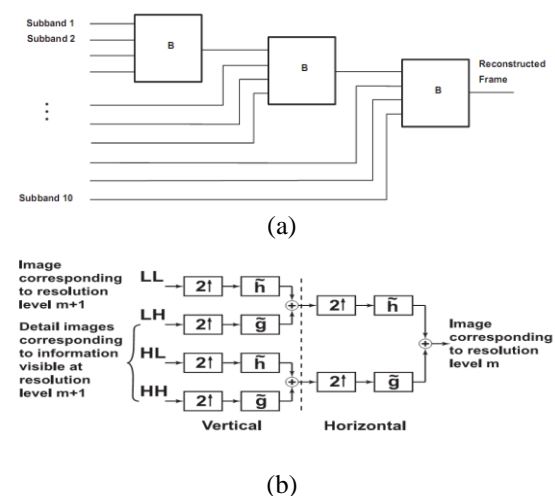 Subband 1
Subband 2
B
B
B
Reconstructed
Frame
⋮
Subband 10
(a)
Image
corresponding
to resolution
level m+1
Detail images
corresponding
to information
visible at
resolution
level m+1
LL
2↑
h̃
LH
2↑
g̃
HL
2↑
h̃
HH
2↑
g̃
2↑
h̃
2↑
g̃
Image
corresponding
to resolution
level m
Vertical
Horizontal
(b)